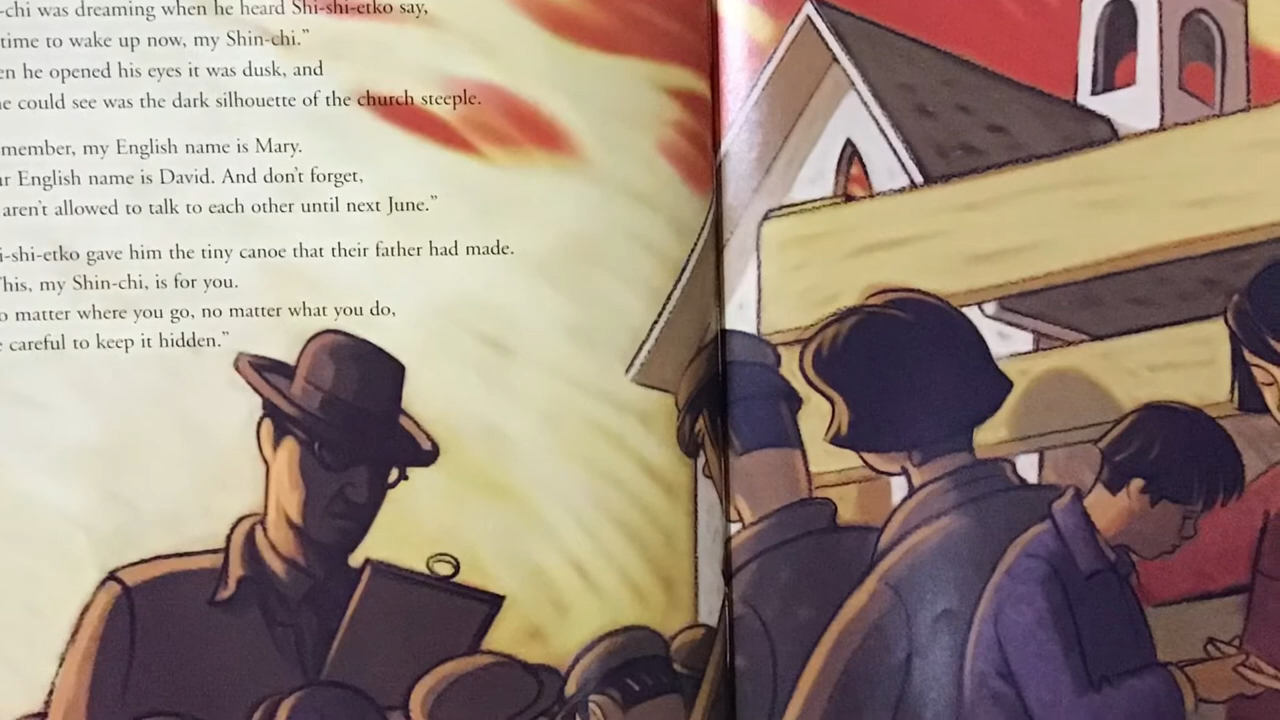 -chi was dreaming when he heard Shi-shi-etko say,
time to wake up now, my Shin-chi.”
en he opened his eyes it was dusk, and
e could see was the dark silhouette of the church steeple.
member, my English name is Mary.
ur English name is David. And don’t forget,
aren’t allowed to talk to each other until next June.”
i-shi-etko gave him the tiny canoe that their father had made.
This, my Shin-chi, is for you.
o matter where you go, no matter what you do,
e careful to keep it hidden.”